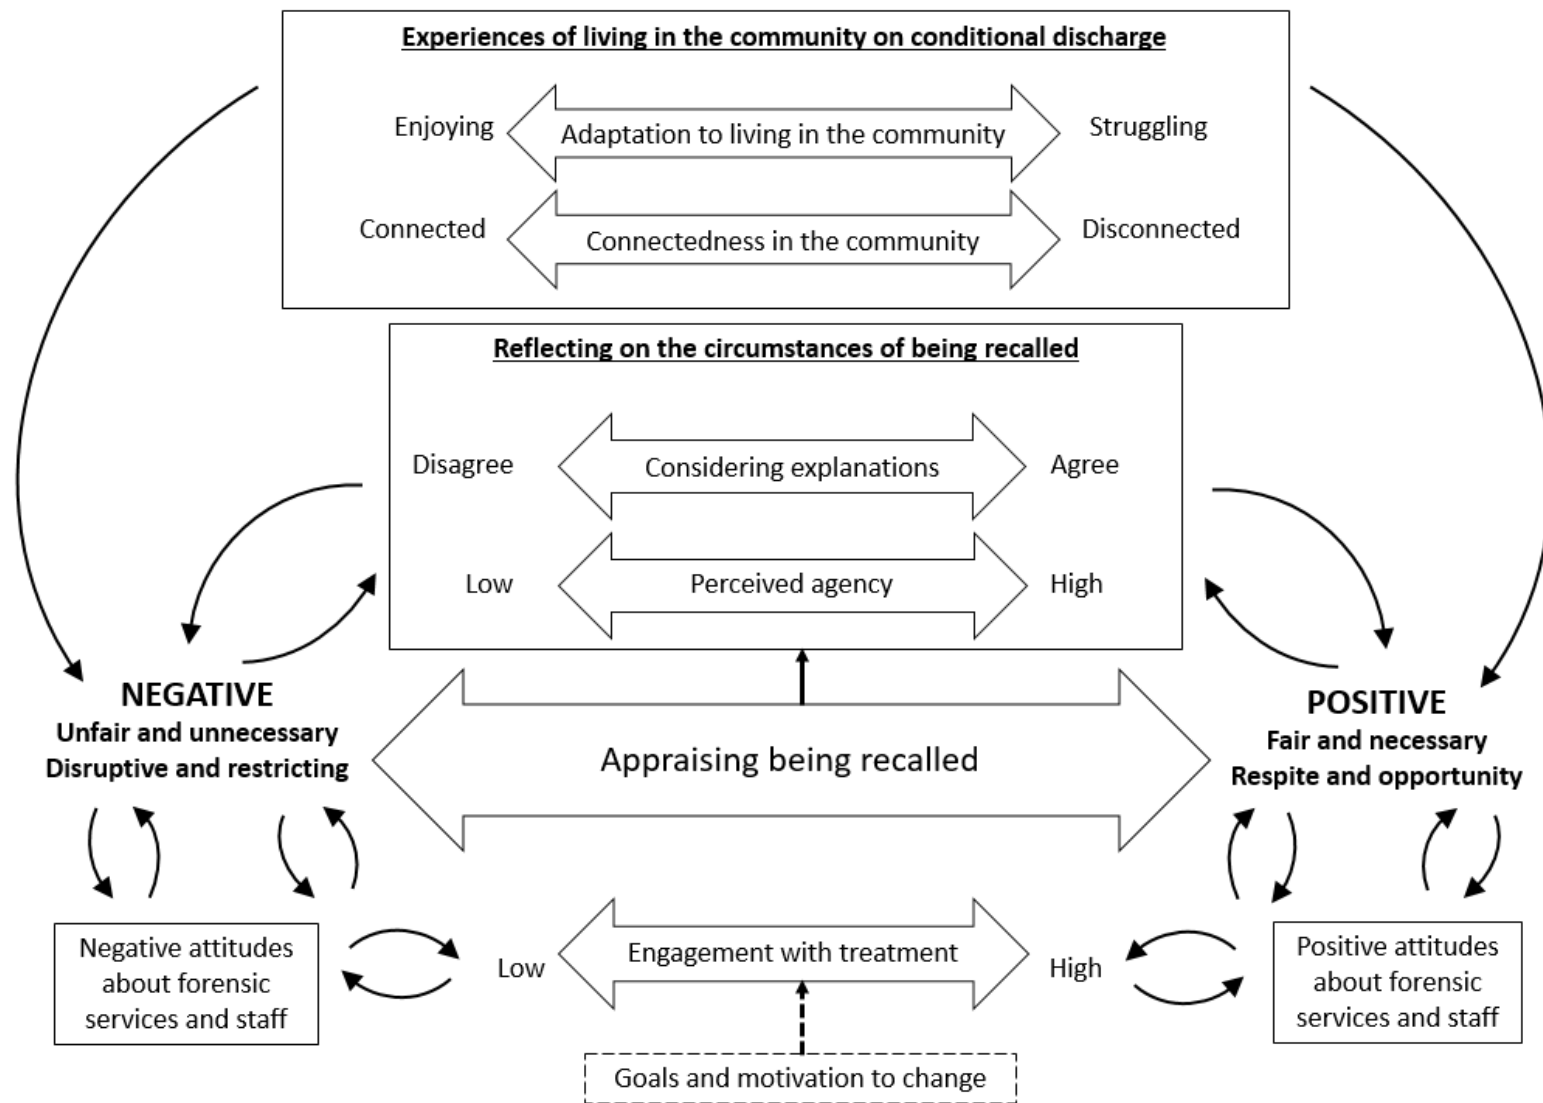 Experiences of living in the community on conditional discharge
Enjoying
Adaptation to living in the community
Struggling
Connected
Connectedness in the community
Disconnected
Reflecting on the circumstances of being recalled
Disagree
Considering explanations
Agree
Low
Perceived agency
High
NEGATIVE
Unfair and unnecessary
Disruptive and restricting
Appraising being recalled
POSITIVE
Fair and necessary
Respite and opportunity
Negative attitudes
about forensic
services and staff
Low
Engagement with treatment
High
Positive attitudes
about forensic
services and staff
Goals and motivation to change